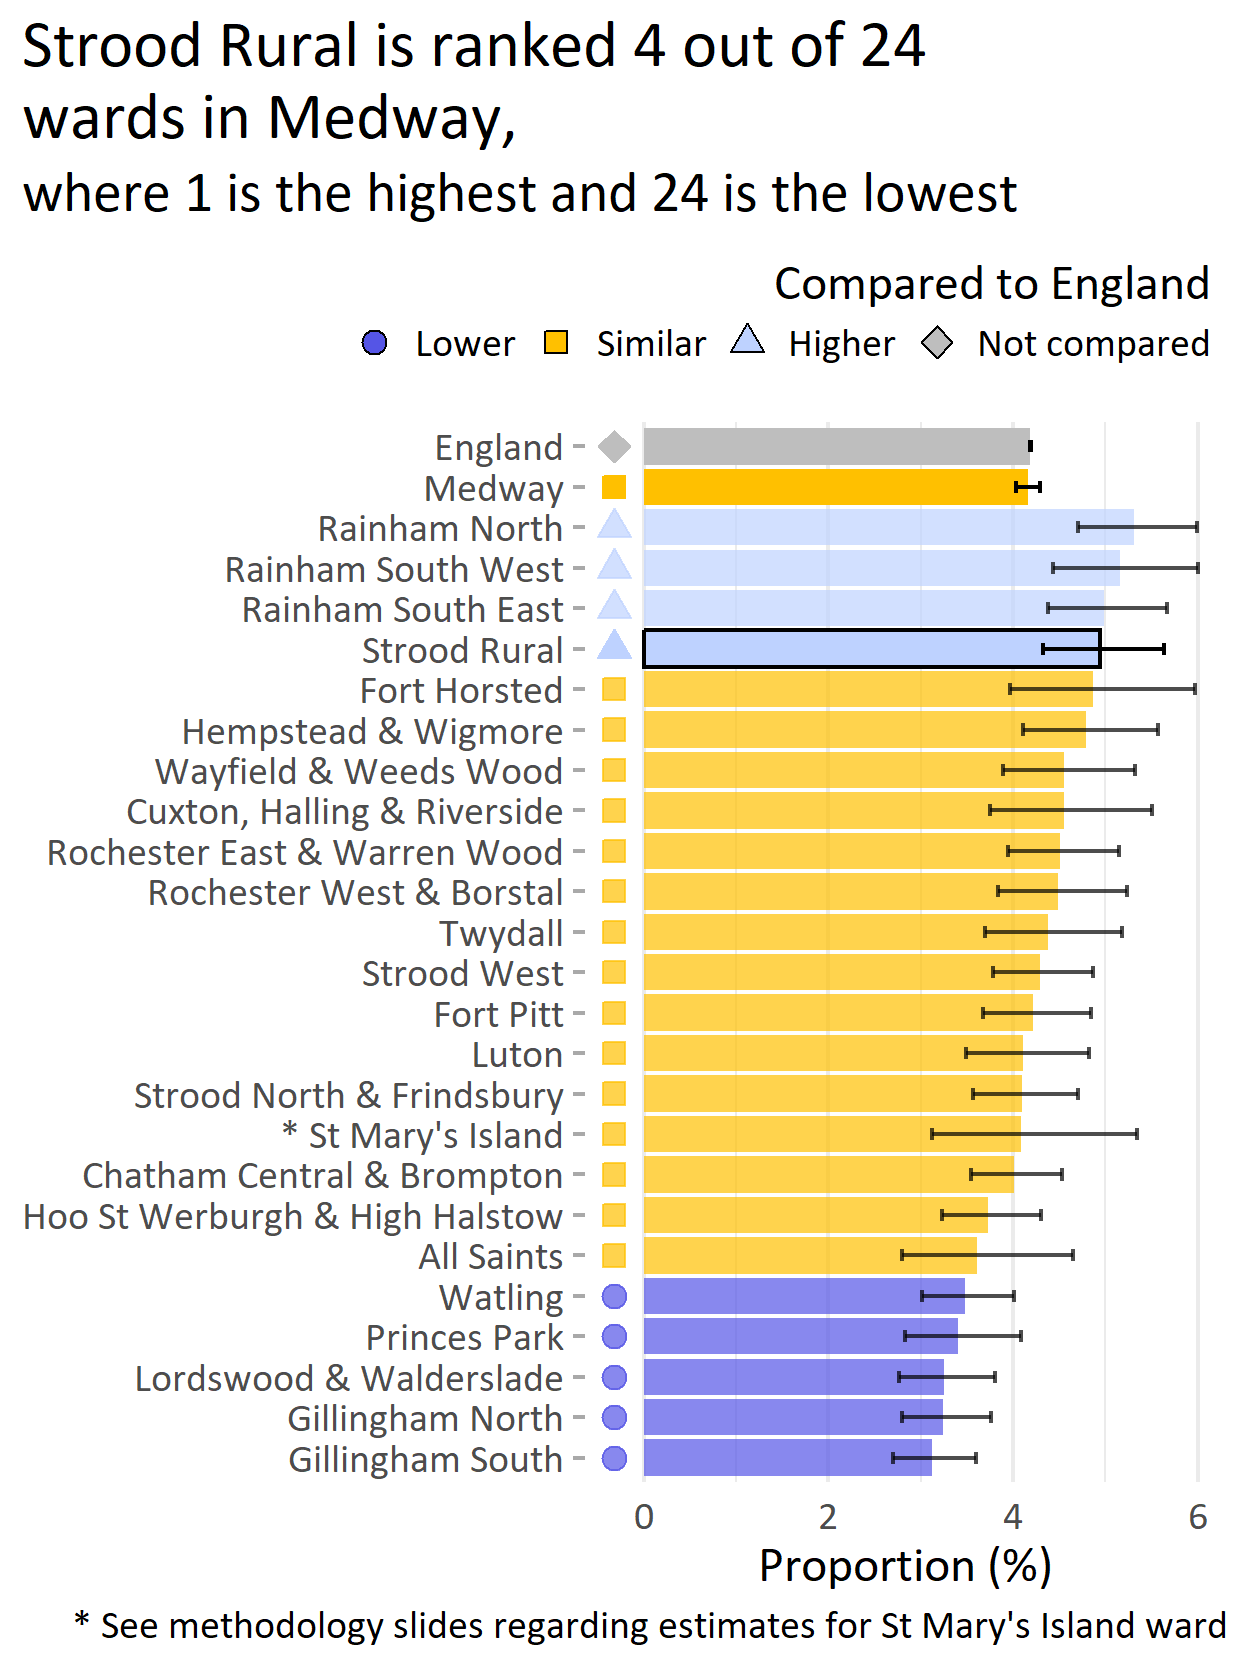 Strood Rural is ranked 4 out of 24
wards in Medway,
where 1 is the highest and 24 is the lowest
Compared to England
Lower Similar Higher Not compared
England
Medway
Rainham North
Rainham South West
Rainham South East
Strood Rural
Fort Horsted
Hempstead & Wigmore
Wayfield & Weeds Wood
Cuxton, Halling & Riverside
Rochester East & Warren Wood
Rochester West & Borstal
Twydall
Strood West
Fort Pitt
Luton
Strood North & Frindsbury
* St Mary's Island
Chatham Central & Brompton
Hoo St Werburgh & High Halstow
All Saints
Watling
Princes Park
Lordswood & Walderslade
Gillingham North
Gillingham South
0 2 4 6
Proportion (%)
* See methodology slides regarding estimates for St Mary's Island ward